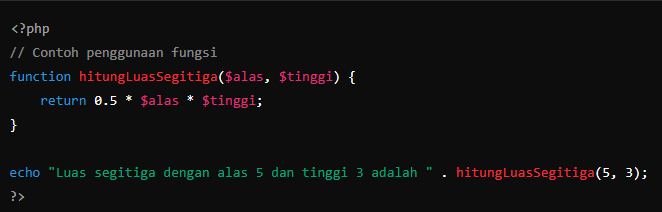 <?php
// Contoh penggunaan fungsi
function hitungLuasSegitiga($alas, $tinggi) {
    return 0.5 * $alas * $tinggi;
}
echo "Luas segitiga dengan alas 5 dan tinggi 3 adalah " . hitungLuasSegitiga(5, 3);
?>